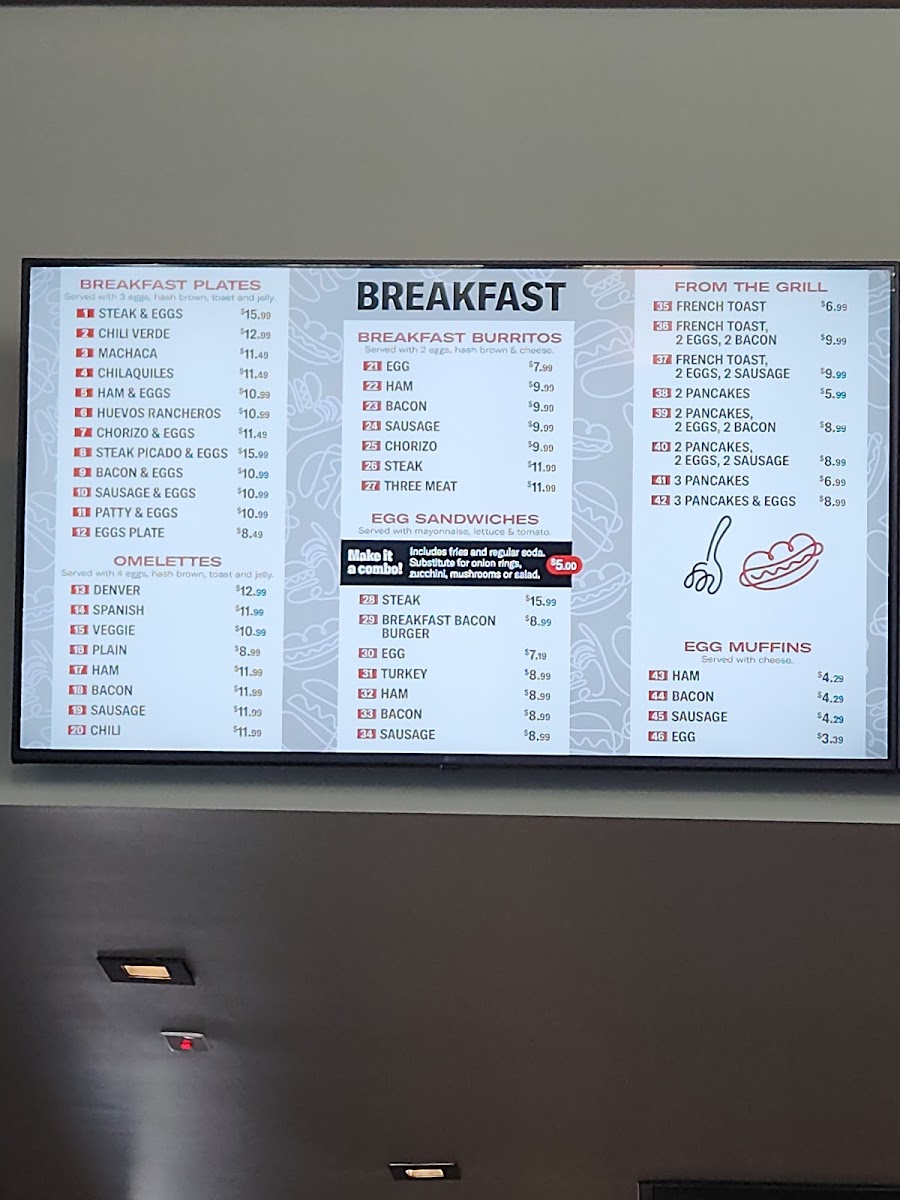 BREAKFAST PLATES
Served with 3 eggs, hash brown, toast and jelly.
1 STEAK & EGGS $15.99
2 CHILI VERDE $12.99
3 MACHACA $11.49
4 CHILAQUILES $11.49
5 HAM & EGGS $10.99
6 HUEVOS RANCHEROS $10.99
7 CHORIZO & EGGS $11.49
8 STEAK PICADO & EGGS $15.99
9 BACON & EGGS $10.99
10 SAUSAGE & EGGS $10.99
11 PATTY & EGGS $10.99
12 EGGS PLATE $8.49
OMELETTES
Served with 4 eggs, hash brown, toast and jelly.
13 DENVER $12.99
14 SPANISH $11.99
15 VEGGIE $10.99
16 PLAIN $8.99
17 HAM $11.99
18 BACON $11.99
19 SAUSAGE $11.99
20 CHILI $11.99
BREAKFAST
BREAKFAST BURRITOS
Served with 2 eggs, hash brown & cheese.
21 EGG $7.99
22 HAM $9.99
23 BACON $9.99
24 SAUSAGE $9.99
25 CHORIZO $9.99
26 STEAK $11.99
27 THREE MEAT $11.99
EGG SANDWICHES
Served with mayonnaise, lettuce & tomato.
Make it a combo!
Includes fries and regular soda.
Substitute for onion rings,
zucchini, mushrooms or salad.
$5.00
28 STEAK $15.99
29 BREAKFAST BACON $8.99
BURGER
30 EGG $7.19
31 TURKEY $8.99
32 HAM $8.99
33 BACON $8.99
34 SAUSAGE $8.99
FROM THE GRILL
35 FRENCH TOAST $6.99
36 FRENCH TOAST,
2 EGGS, 2 BACON $9.99
37 FRENCH TOAST,
2 EGGS, 2 SAUSAGE $9.99
38 2 PANCAKES $5.99
39 2 PANCAKES,
2 EGGS, 2 BACON $8.99
40 2 PANCAKES,
2 EGGS, 2 SAUSAGE $8.99
41 3 PANCAKES $6.99
42 3 PANCAKES & EGGS $8.99
EGG MUFFINS
Served with cheese.
43 HAM $4.29
44 BACON $4.29
45 SAUSAGE $4.29
46 EGG $3.39